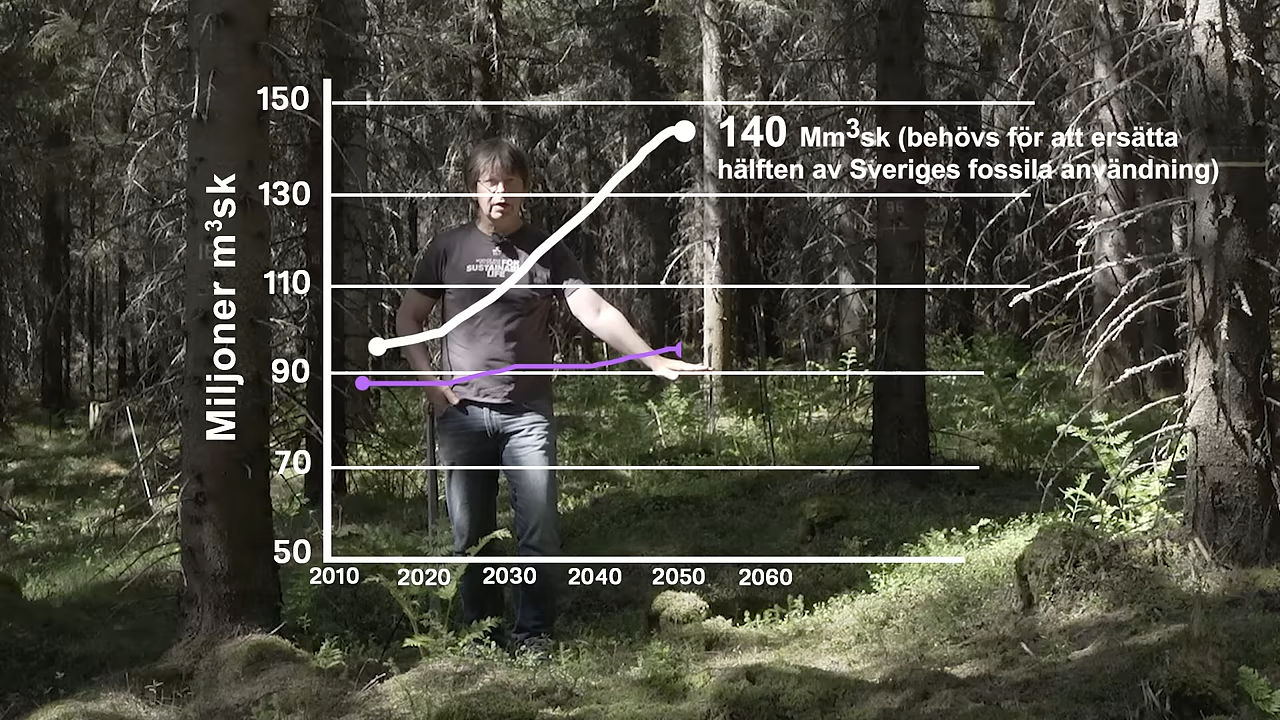 150
130
110
90
70
50
Miljoner m³sk
2010 2020 2030 2040 2050 2060
140 Mm³sk (behövs för att ersätta
hälften av Sveriges fossila användning)
FOR
SUSTAINABLE
LIFE